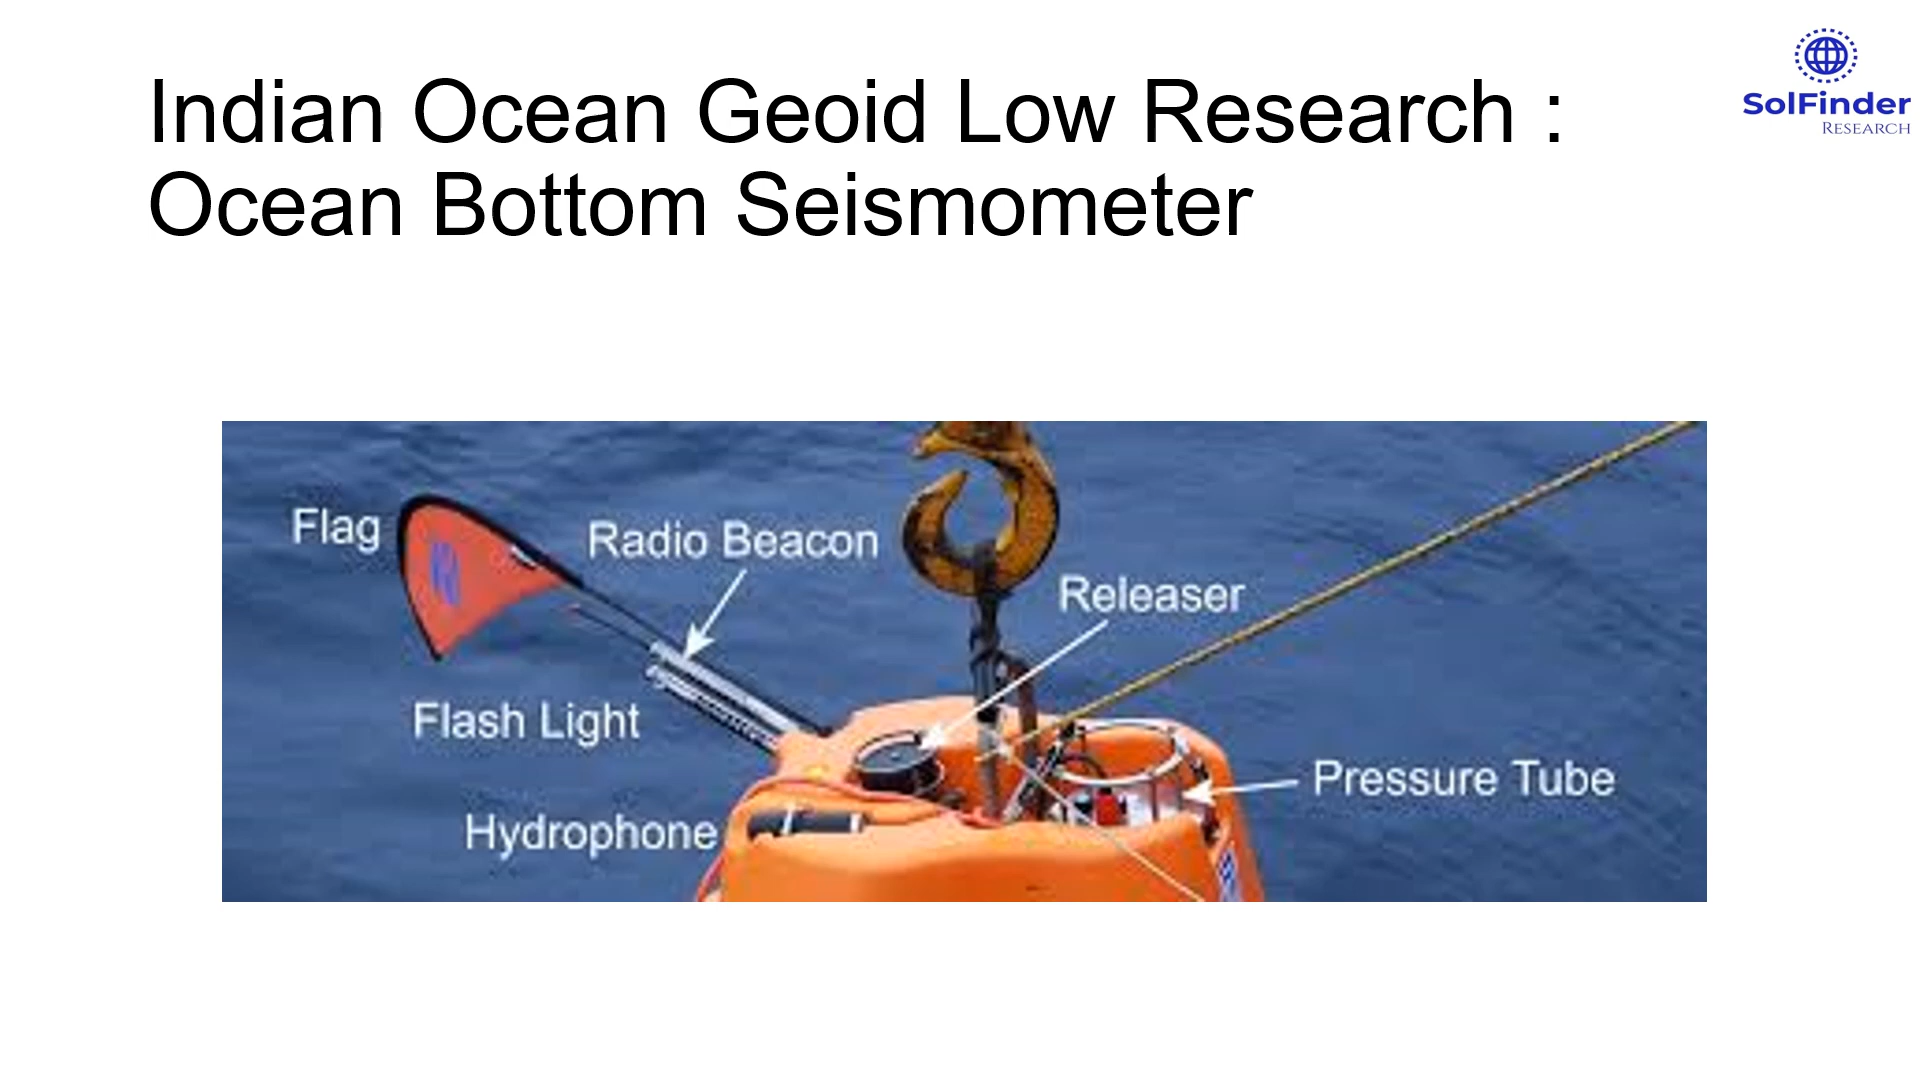 Indian Ocean Geoid Low Research :
Ocean Bottom Seismometer
SolFinder
RESEARCH
Flag
Radio Beacon
Releaser
Flash Light
Pressure Tube
Hydrophone